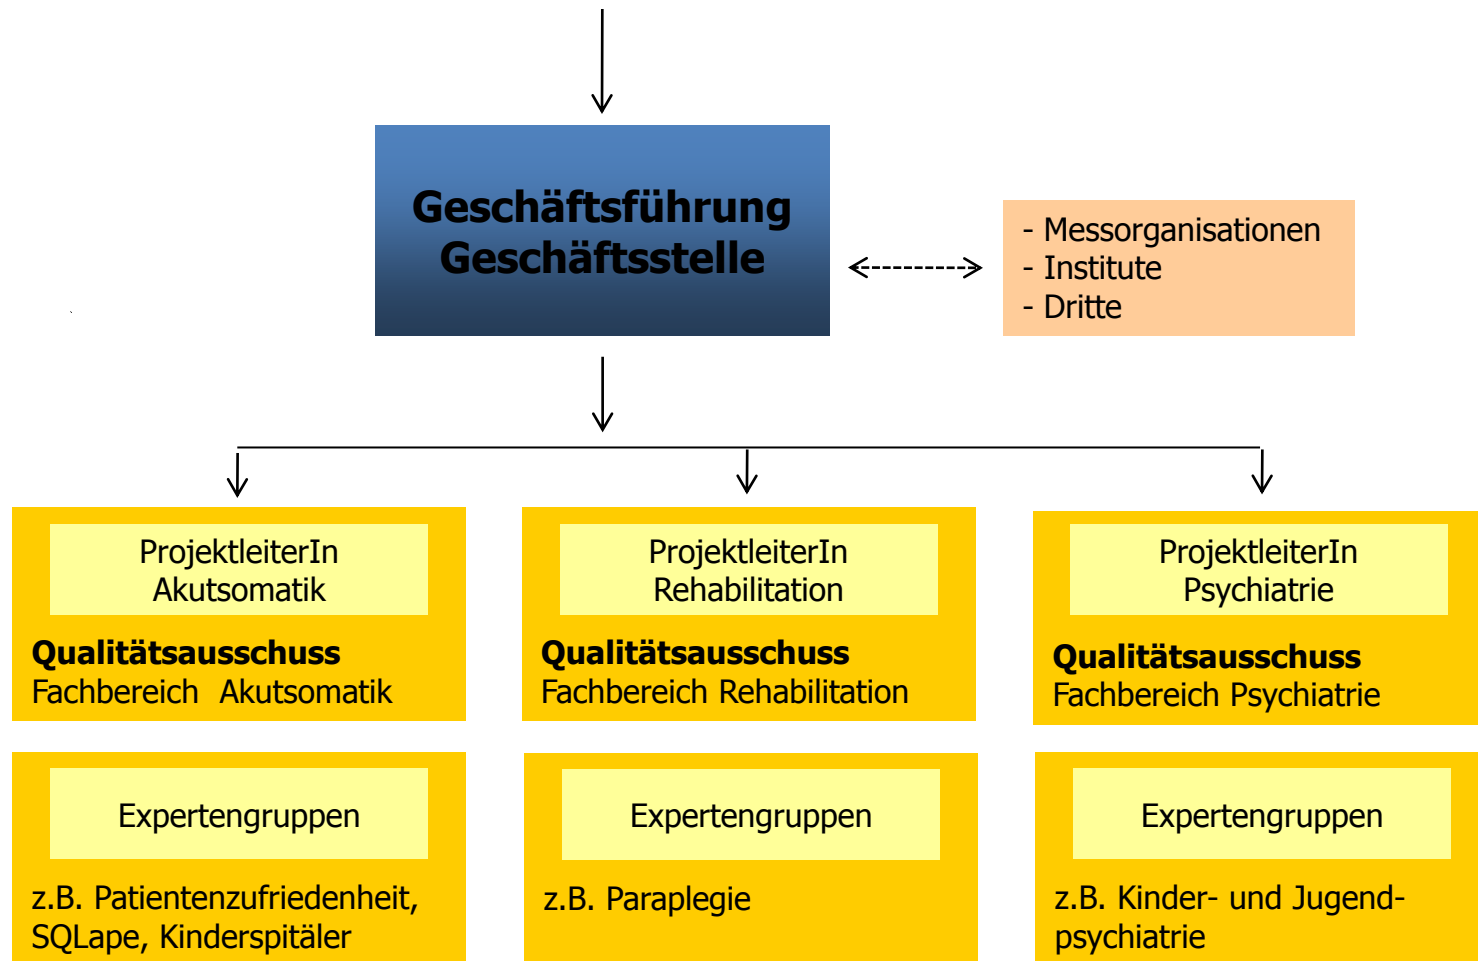 Geschäftsführung
Geschäftsstelle
- Messorganisationen
- Institute
- Dritte
ProjektleiterIn
Akutsomatik
Qualitätsausschuss
Fachbereich  Akutsomatik
ProjektleiterIn
Rehabilitation
Qualitätsausschuss
Fachbereich Rehabilitation
ProjektleiterIn
Psychiatrie
Qualitätsausschuss
Fachbereich Psychiatrie
Expertengruppen
z.B. Patientenzufriedenheit,
SQLape, Kinderspitäler
Expertengruppen
z.B. Paraplegie
Expertengruppen
z.B. Kinder- und Jugend-
psychiatrie